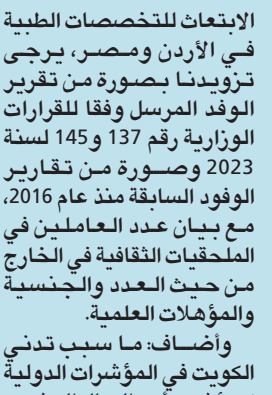 الابتعاث للتخصصات الطبية
في الأردن ومصر، يرجى
تزويدنا بصورة من تقرير
الوفد المرسل وفقا للقرارات
الوزارية رقم 137 و145 لسنة
2023 وصورة من تقارير
الوفود السابقة منذ عام 2016،
مع بيان عدد العاملين في
الملحقيات الثقافية في الخارج
من حيث العدد والجنسية
والمؤهلات العلمية.
وأضاف: ما سبب تدني
الكويت في المؤشرات الدولية